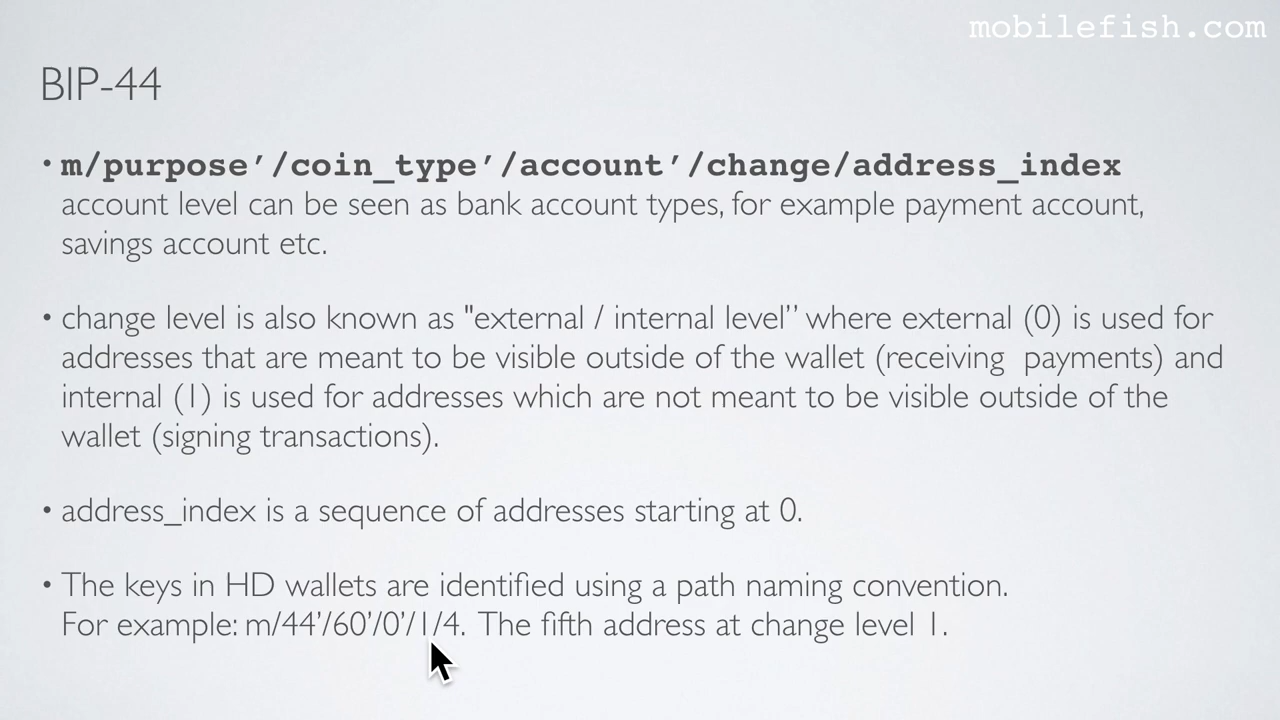 mobilefish.com
BIP-44
• m/purpose’/coin_type’/account’/change/address_index
account level can be seen as bank account types, for example payment account,
savings account etc.
• change level is also known as "external / internal level” where external (0) is used for
addresses that are meant to be visible outside of the wallet (receiving  payments) and
internal (1) is used for addresses which are not meant to be visible outside of the
wallet (signing transactions).
• address_index is a sequence of addresses starting at 0.
• The keys in HD wallets are identified using a path naming convention.
For example: m/44’/60’/0’/1/4.  The fifth address at change level 1.